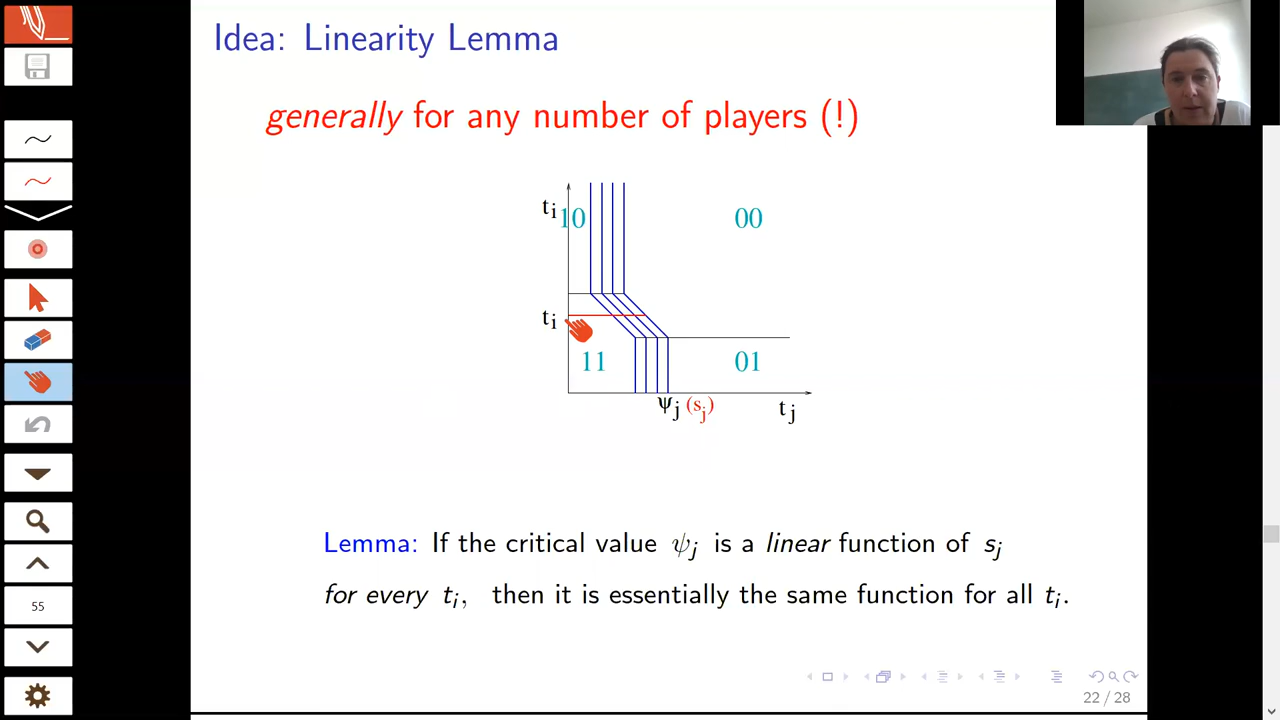 Idea: Linearity Lemma
generally for any number of players (!)
t_i
10
00
t_i
11
01
ψ_j (s_j)
t_j
Lemma: If the critical value ψ_j is a linear function of s_j
for every t_i, then it is essentially the same function for all t_i.
55
22 / 28